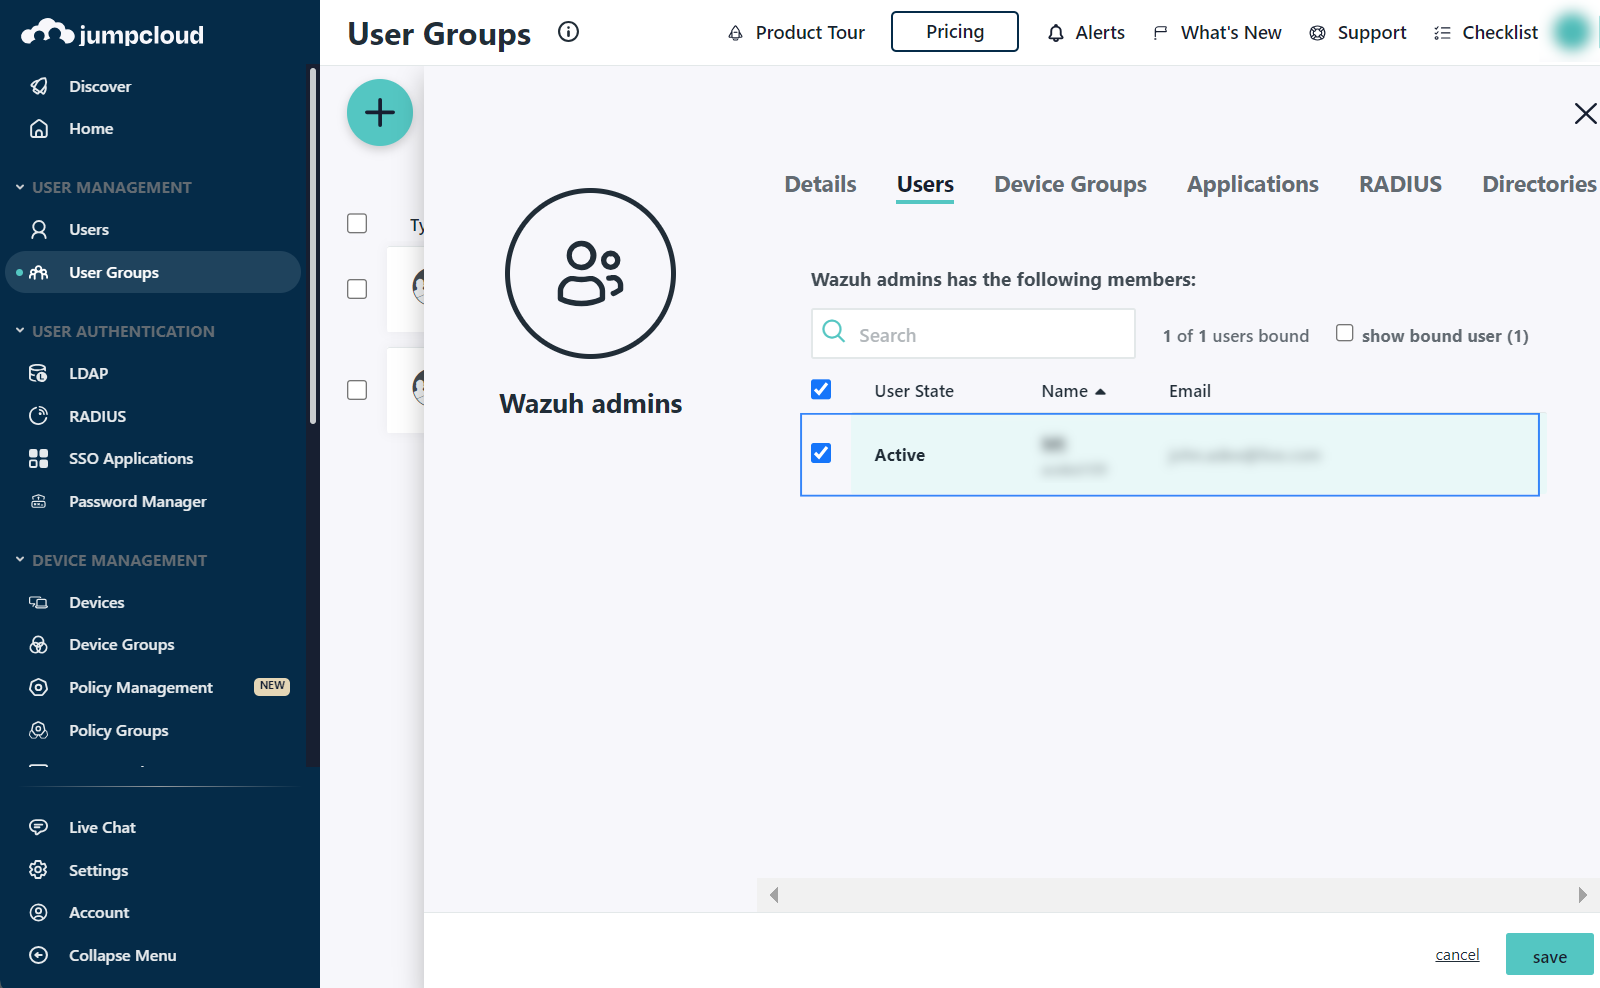 jumpcloud
User Groups
Product Tour
Pricing
Alerts
What's New
Support
Checklist
Discover
Home
USER MANAGEMENT
Users
User Groups
USER AUTHENTICATION
LDAP
RADIUS
SSO Applications
Password Manager
DEVICE MANAGEMENT
Devices
Device Groups
Policy Management NEW
Policy Groups
Live Chat
Settings
Account
Collapse Menu
Wazuh admins
Details Users Device Groups Applications RADIUS Directories
Wazuh admins has the following members:
Search
1 of 1 users bound
show bound user (1)
User State Name Email
Active
cancel
save